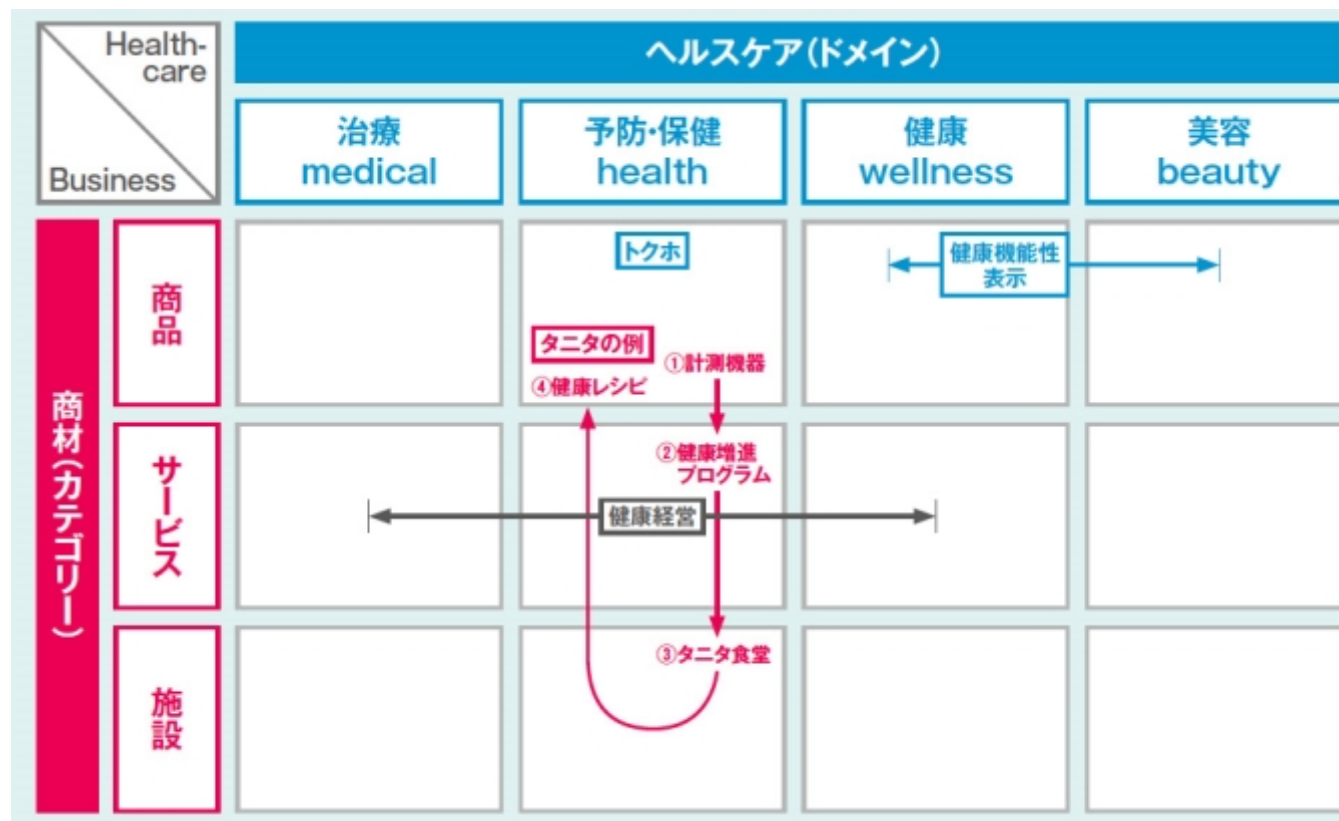 Health-
care
Business
ヘルスケア(ドメイン)
治療
medical
予防・保健
health
健康
wellness
美容
beauty
商材(カテゴリー)
商品
トクホ
健康機能性
表示
タニタの例
①計測機器
④健康レシピ
サービス
②健康増進
プログラム
健康経営
施設
③タニタ食堂